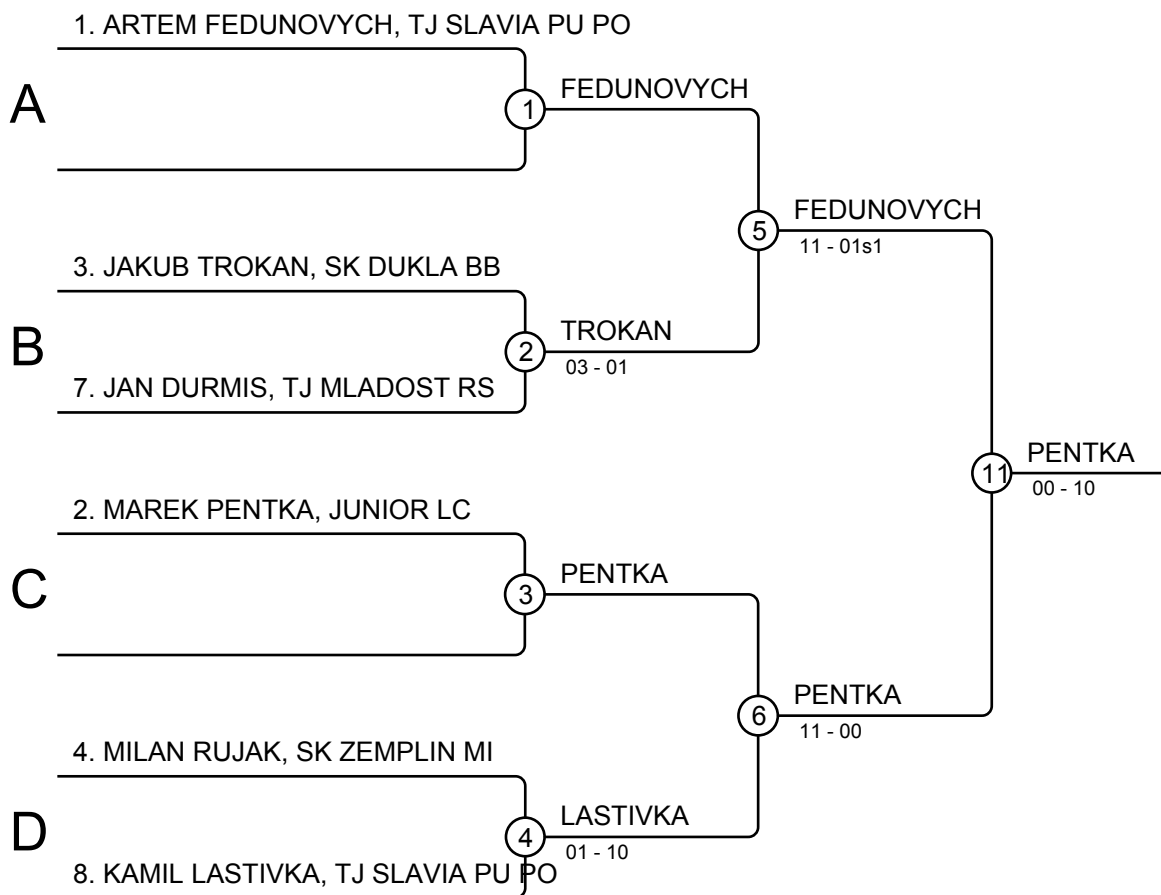 1. ARTEM FEDUNOVYCH, TJ SLAVIA PU PO
A
1
FEDUNOVYCH
5
FEDUNOVYCH
11 - 01s1
3. JAKUB TROKAN, SK DUKLA BB
B
2
TROKAN
03 - 01
7. JAN DURMIS, TJ MLADOST RS
11
PENTKA
00 - 10
2. MAREK PENTKA, JUNIOR LC
C
3
PENTKA
6
PENTKA
11 - 00
4. MILAN RUJAK, SK ZEMPLIN MI
D
4
LASTIVKA
01 - 10
8. KAMIL LASTIVKA, TJ SLAVIA PU PO